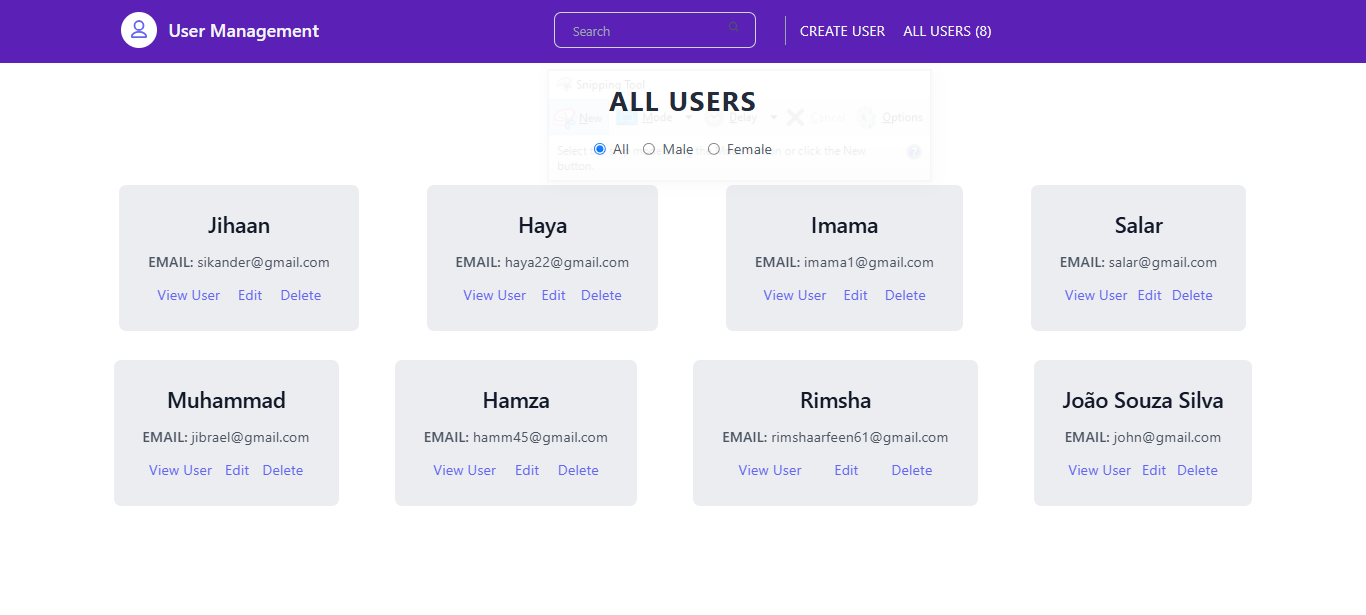 User Management
Search
CREATE USER
ALL USERS (8)
Snipping Tool
ALL USERS
New Mode Delay Cancel Options
All Male Female
or click the New
button.
Jihaan
EMAIL: sikander@gmail.com
View User Edit Delete
Haya
EMAIL: haya22@gmail.com
View User Edit Delete
Imama
EMAIL: imama1@gmail.com
View User Edit Delete
Salar
EMAIL: salar@gmail.com
View User Edit Delete
Muhammad
EMAIL: jibrael@gmail.com
View User Edit Delete
Hamza
EMAIL: hamm45@gmail.com
View User Edit Delete
Rimsha
EMAIL: rimshaarfeen61@gmail.com
View User Edit Delete
João Souza Silva
EMAIL: john@gmail.com
View User Edit Delete